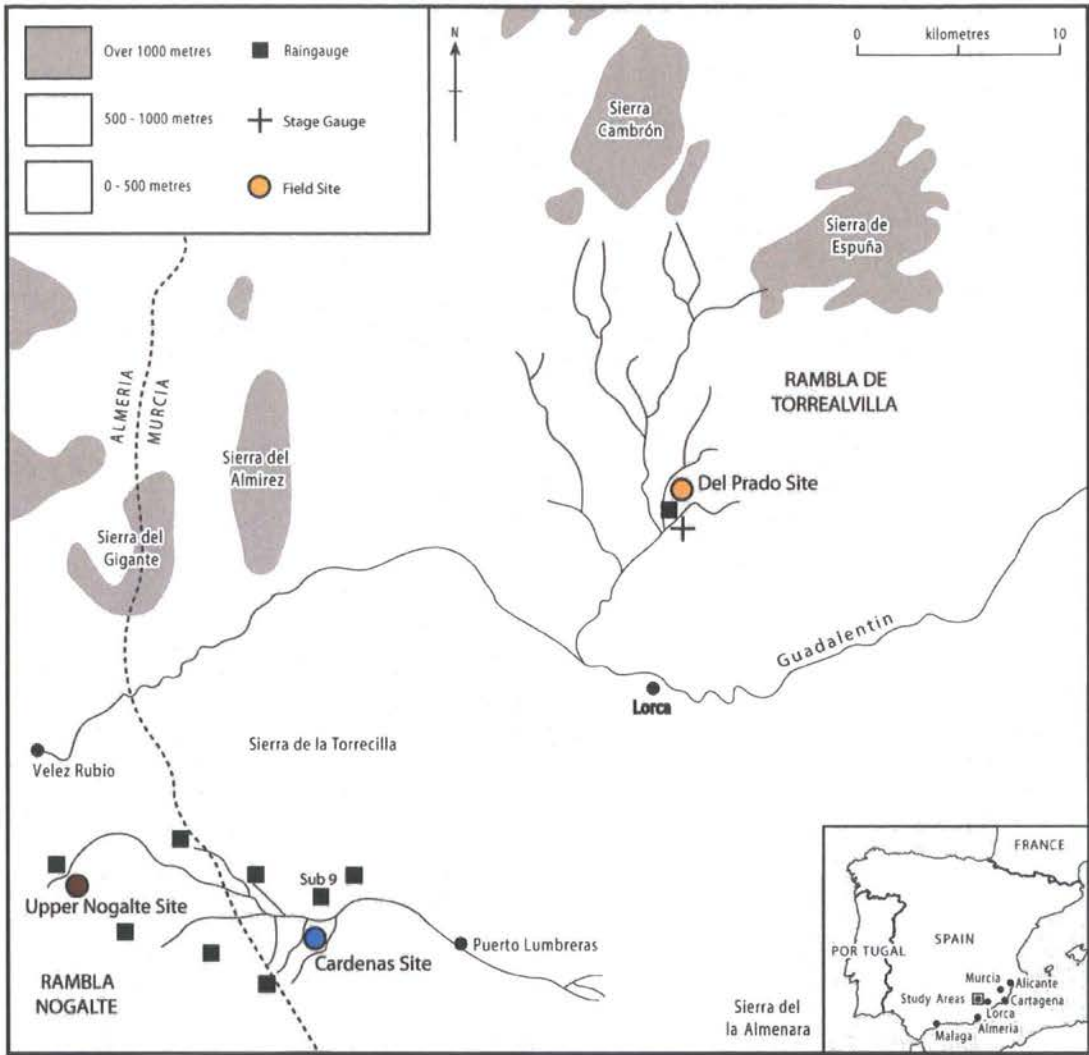 Over 1000 metres
Raingauge
500 - 1000 metres
Stage Gauge
0 - 500 metres
Field Site
N
0 kilometres 10
Sierra
Cambrón
Sierra de
Espuña
ALMERIA
MURCIA
RAMBLA DE
TORREALVILLA
Sierra del
Almirez
Del Prado Site
Sierra del
Gigante
Guadalentin
Lorca
Sierra de la Torrecilla
Velez Rubio
Sub 9
Upper Nogalte Site
Puerto Lumbreras
Cardenas Site
RAMBLA
NOGALTE
Sierra del
la Almenara
FRANCE
POR TUGAL
SPAIN
Murcia
Alicante
Study Areas
Cartagena
Lorca
Almeria
Malaga